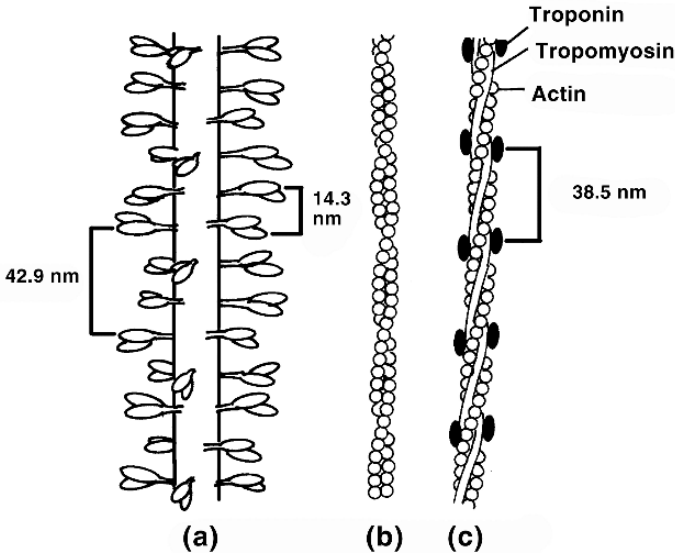 Troponin
Tropomyosin
Actin
14.3
nm
38.5 nm
42.9 nm
(a)
(b)
(c)